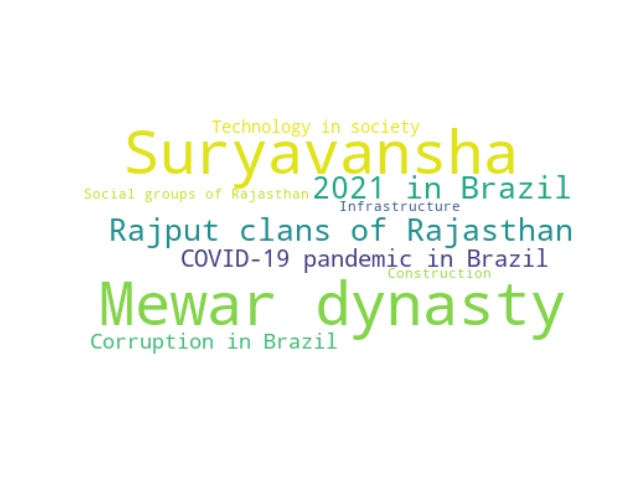 Technology in society
Suryavansha
Social groups of Rajasthan
2021 in Brazil
Infrastructure
Rajput clans of Rajasthan
COVID-19 pandemic in Brazil
Construction
Mewar dynasty
Corruption in Brazil